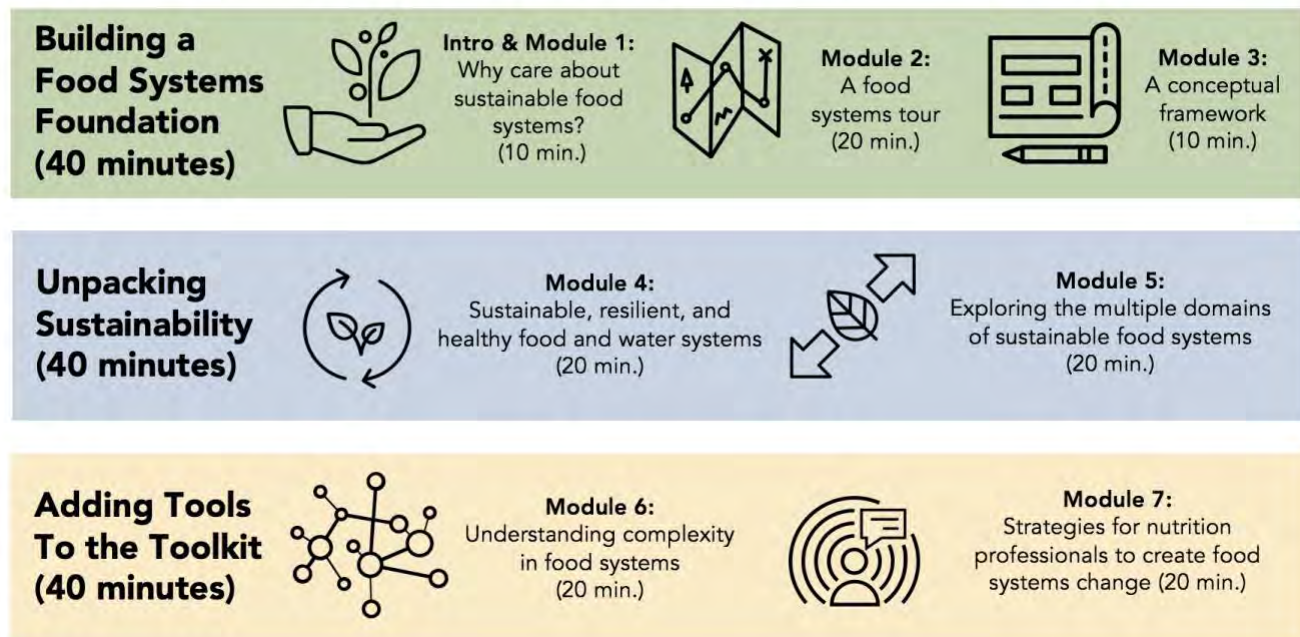 Building a
Food Systems
Foundation
(40 minutes)
Intro & Module 1:
Why care about
sustainable food
systems?
(10 min.)
Module 2:
A food
systems tour
(20 min.)
Module 3:
A conceptual
framework
(10 min.)
Unpacking
Sustainability
(40 minutes)
Module 4:
Sustainable, resilient, and
healthy food and water systems
(20 min.)
Module 5:
Exploring the multiple domains
of sustainable food systems
(20 min.)
Adding Tools
To the Toolkit
(40 minutes)
Module 6:
Understanding complexity
in food systems
(20 min.)
Module 7:
Strategies for nutrition
professionals to create food
systems change (20 min.)